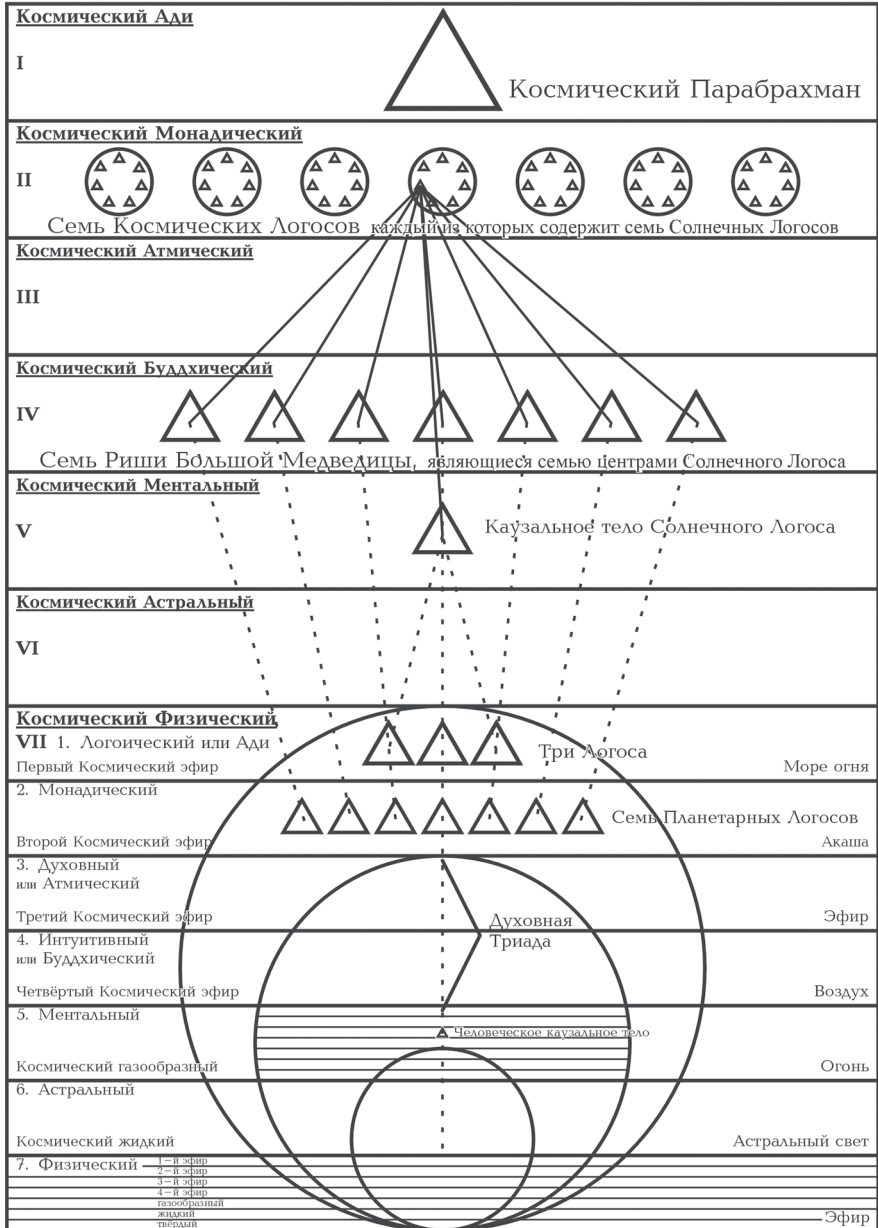 Космический Ади
I
Космический Парабрахман
Космический Монадический
II
Семь Космических Логосов каждый из которых содержит семь Солнечных Логосов
Космический Атмический
III
Космический Буддхический
IV
Семь Риши Большой Медведицы, являющиеся семью центрами Солнечного Логоса
Космический Ментальный
V
Каузальное тело Солнечного Логоса
Космический Астральный
VI
Космический Физический
VII 1. Логоический или Ади
Три Логоса
Первый Космический эфир
Море огня
2. Монадический
Семь Планетарных Логосов
Второй Космический эфир
Акаша
3. Духовный
или Атмический
Третий Космический эфир
Эфир
Духовная
Триада
4. Интуитивный
или Буддхический
Четвёртый Космический эфир
Воздух
5. Ментальный
Человеческое каузальное тело
Космический газообразный
Огонь
6. Астральный
Космический жидкий
Астральный свет
7. Физический
1-й эфир
2-й эфир
3-й эфир
4-й эфир
газообразный
жидкий
твёрдый
Эфир